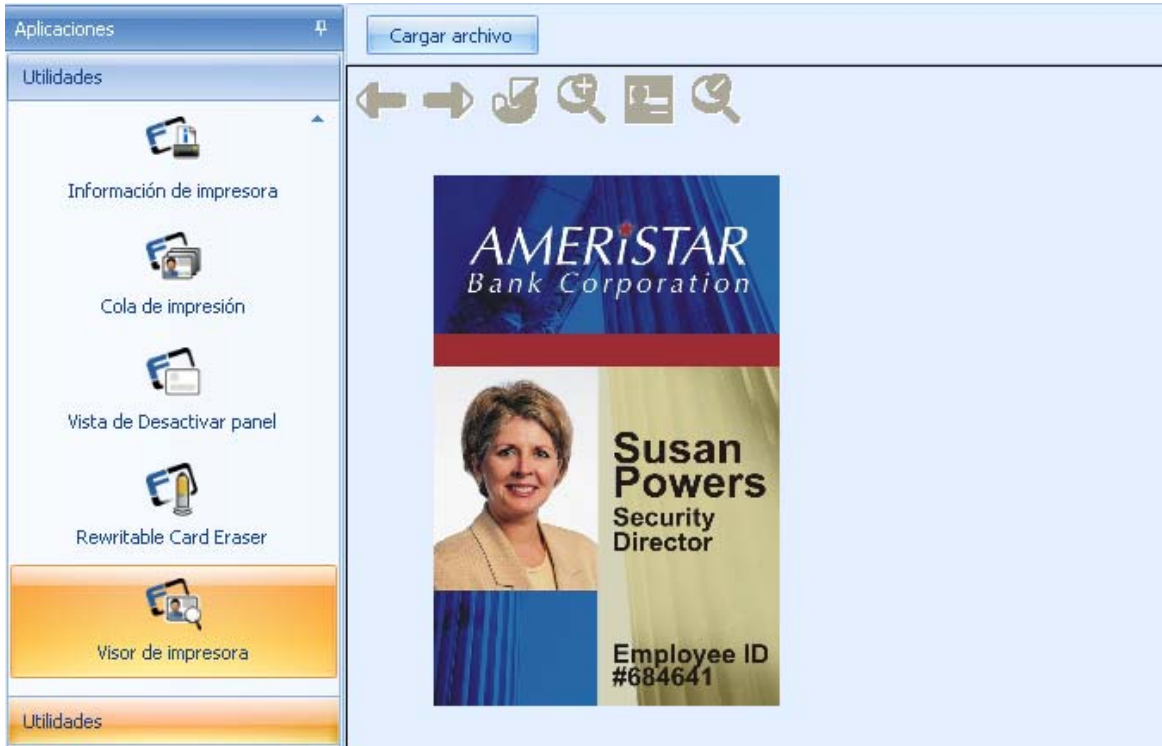 Aplicaciones
Utilidades
Información de impresora
Cola de impresión
Vista de Desactivar panel
Rewritable Card Eraser
Visor de impresora
Utilidades
Cargar archivo
AMERiSTAR
Bank Corporation
Susan
Powers
Security
Director
Employee ID
#684641